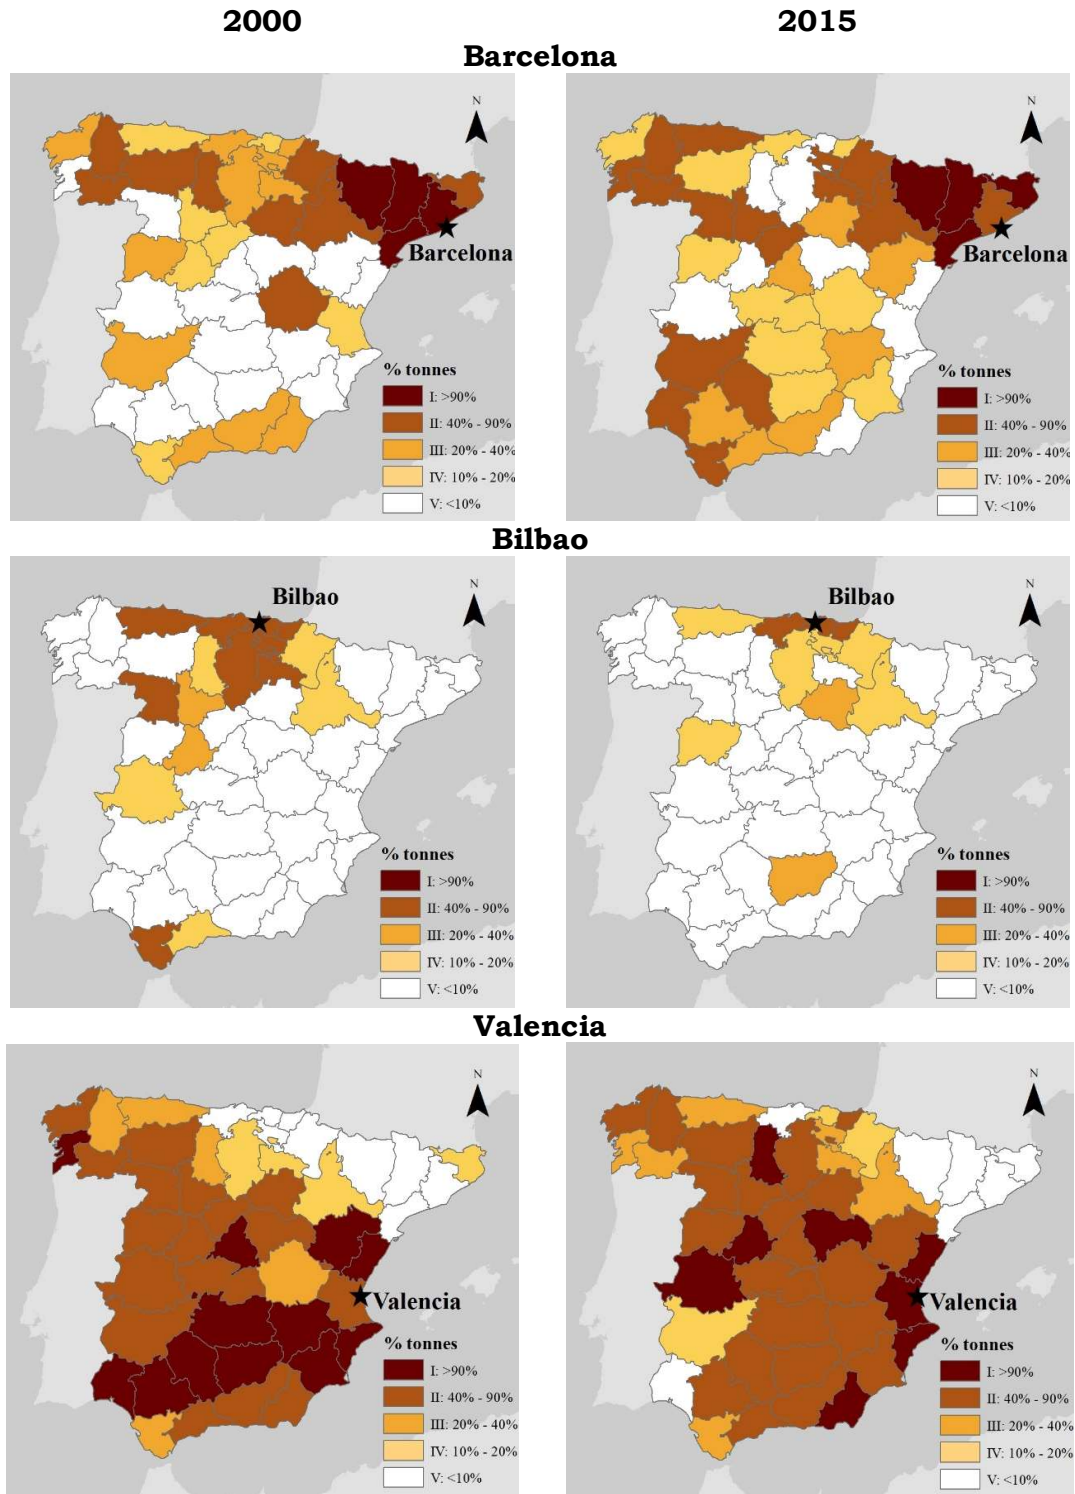 2000 2015
Barcelona
N
Barcelona
% tonnes
I: >90%
II: 40% - 90%
III: 20% - 40%
IV: 10% - 20%
V: <10%
N
Barcelona
% tonnes
I: >90%
II: 40% - 90%
III: 20% - 40%
IV: 10% - 20%
V: <10%
Bilbao
N
Bilbao
% tonnes
I: >90%
II: 40% - 90%
III: 20% - 40%
IV: 10% - 20%
V: <10%
N
Bilbao
% tonnes
I: >90%
II: 40% - 90%
III: 20% - 40%
IV: 10% - 20%
V: <10%
Valencia
N
Valencia
% tonnes
I: >90%
II: 40% - 90%
III: 20% - 40%
IV: 10% - 20%
V: <10%
N
Valencia
% tonnes
I: >90%
II: 40% - 90%
III: 20% - 40%
IV: 10% - 20%
V: <10%